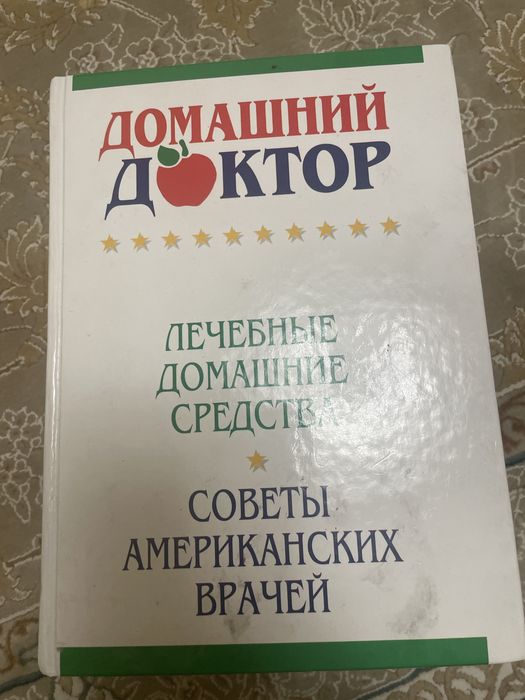 ДОМАШНИЙ
ДОКТОР
ЛЕЧЕБНЫЕ
ДОМАШНИЕ
СРЕДСТВА
СОВЕТЫ
АМЕРИКАНСКИХ
ВРАЧЕЙ